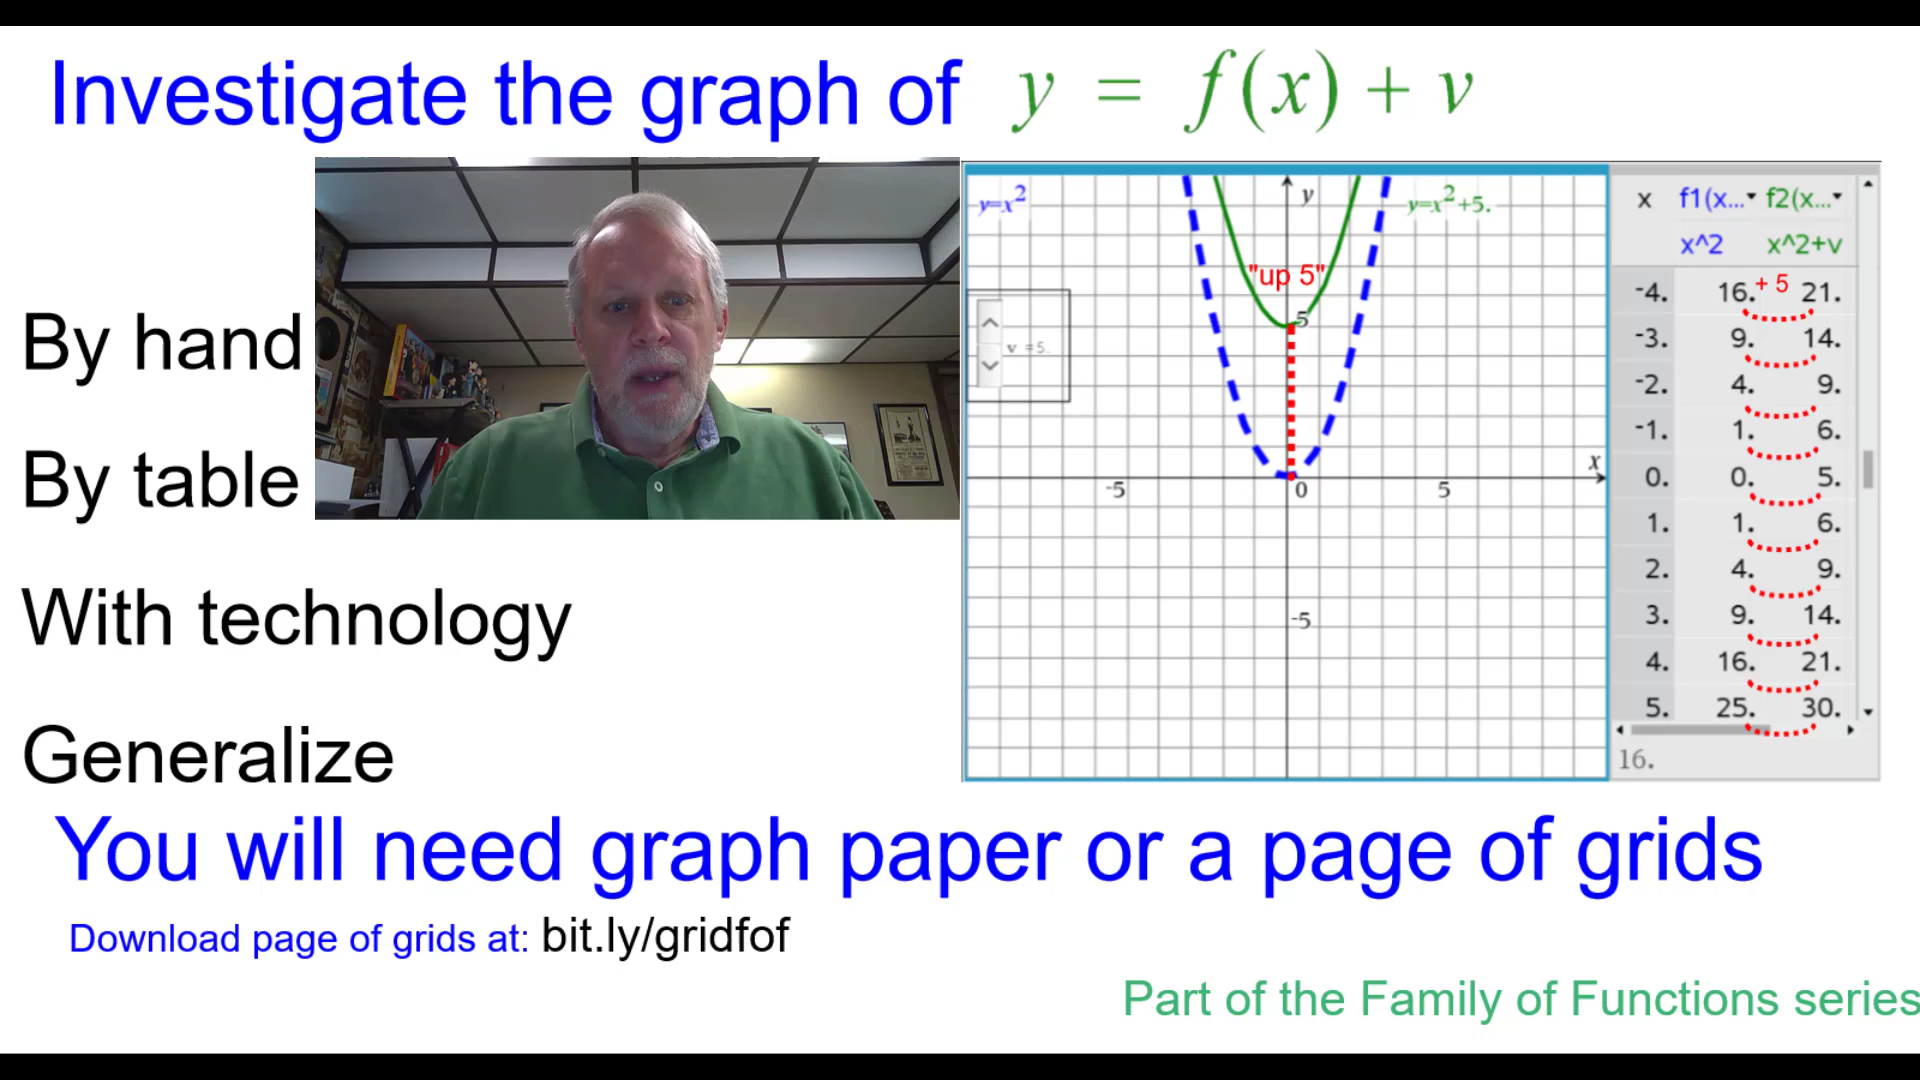 Investigate the graph of y = f(x) + v
By hand
By table
With technology
Generalize
y=x²
y=x²+5.
y
"up 5"
5
v =5.
x
-5 0 5
-5
x f1(x... f2(x...
x^2 x^2+v
-4. 16. + 5 21.
-3. 9. 14.
-2. 4. 9.
-1. 1. 6.
0. 0. 5.
1. 1. 6.
2. 4. 9.
3. 9. 14.
4. 16. 21.
5. 25. 30.
16.
You will need graph paper or a page of grids
Download page of grids at: bit.ly/gridfof
Part of the Family of Functions series